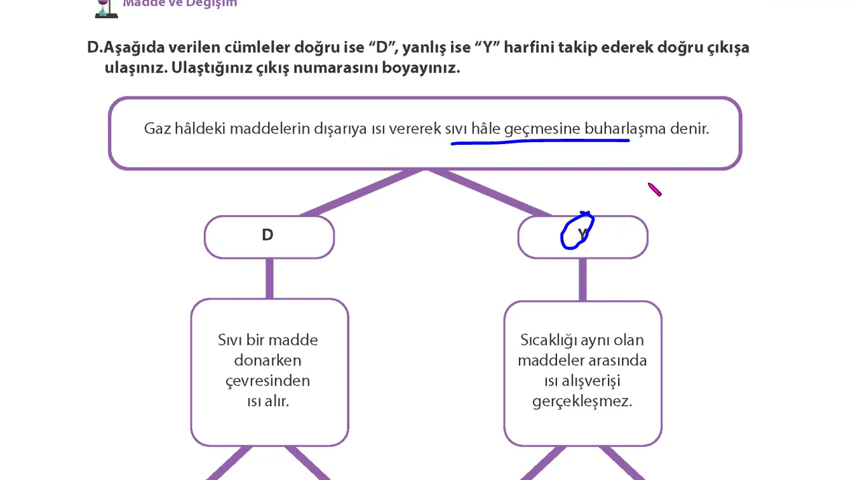 Madde ve Değişim
D.Aşağıda verilen cümleler doğru ise “D”, yanlış ise “Y” harfini takip ederek doğru çıkışa
ulaşınız. Ulaştığınız çıkış numarasını boyayınız.
Gaz hâldeki maddelerin dışarıya ısı vererek sıvı hâle geçmesine buharlaşma denir.
D
Y
Sıvı bir madde
donarken
çevresinden
ısı alır.
Sıcaklığı aynı olan
maddeler arasında
ısı alışverişi
gerçekleşmez.